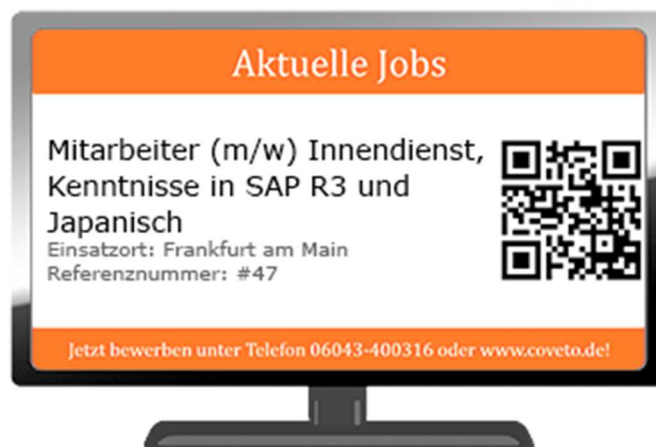 Aktuelle Jobs
Mitarbeiter (m/w) Innendienst,
Kenntnisse in SAP R3 und
Japanisch
Einsatzort: Frankfurt am Main
Referenznummer: #47
Jetzt bewerben unter Telefon 06043-400316 oder www.coveto.de!